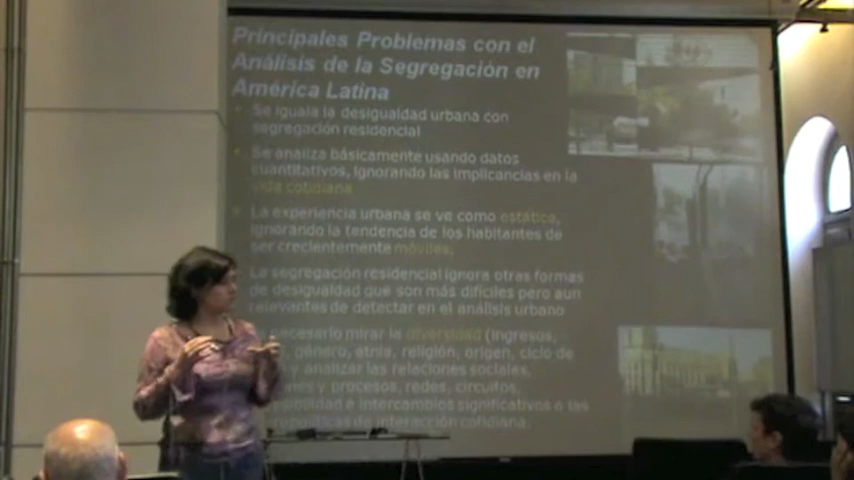 Principales Problemas con el
Análisis de la Segregación en
América Latina
Se iguala la desigualdad urbana con
segregación residencial
Se analiza básicamente usando datos
cuantitativos, ignorando las implicancias en la
vida cotidiana
La experiencia urbana se ve como estática,
ignorando la tendencia de los habitantes de
ser crecientemente móviles.
La segregación residencial ignora otras formas
de desigualdad que son más difíciles pero aun
relevantes de detectar en el análisis urbano
necesario mirar la diversidad (ingresos,
género, etnia, religión, origen, ciclo de
y analizar las relaciones sociales,
y procesos, redes, circuitos,
e intercambios significativos o las
de interacción cotidiana.